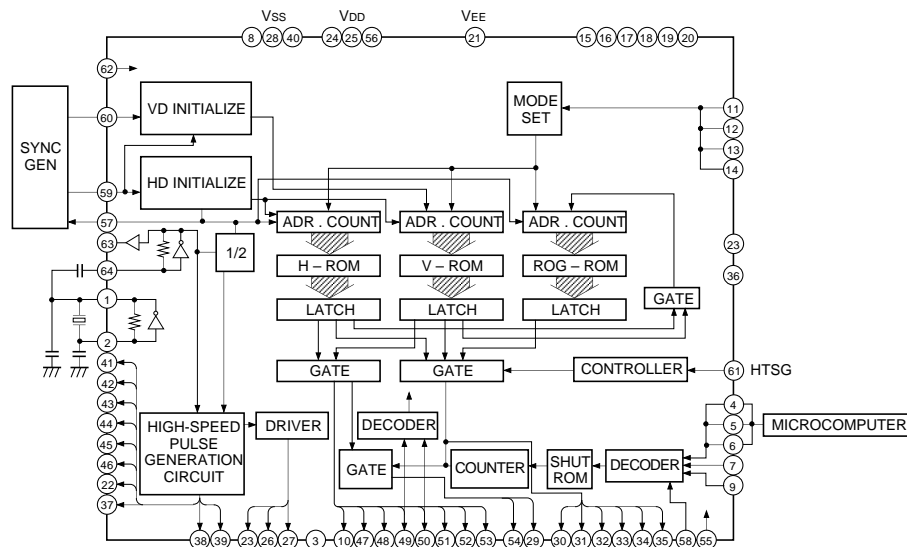 VSS VDD VEE
8 28 40 24 25 56 21 15 16 17 18 19 20
62
60
VD INITIALIZE
MODE
SET
11
12
13
14
SYNC
GEN
59
HD INITIALIZE
57
ADR . COUNT ADR . COUNT ADR . COUNT
63
1/2
23
64
H – ROM V – ROM ROG – ROM
36
1
LATCH LATCH LATCH
GATE
2
41
GATE GATE CONTROLLER 61 HTSG
42
43
44
45
46
22
37
HIGH-SPEED
PULSE
GENERATION
CIRCUIT
DRIVER
DECODER
4
5
6
7
9
MICROCOMPUTER
GATE
COUNTER
SHUT
ROM
DECODER
38 39 23 26 27 3 10 47 48 49 50 51 52 53 54 29 30 31 32 33 34 35 58 55